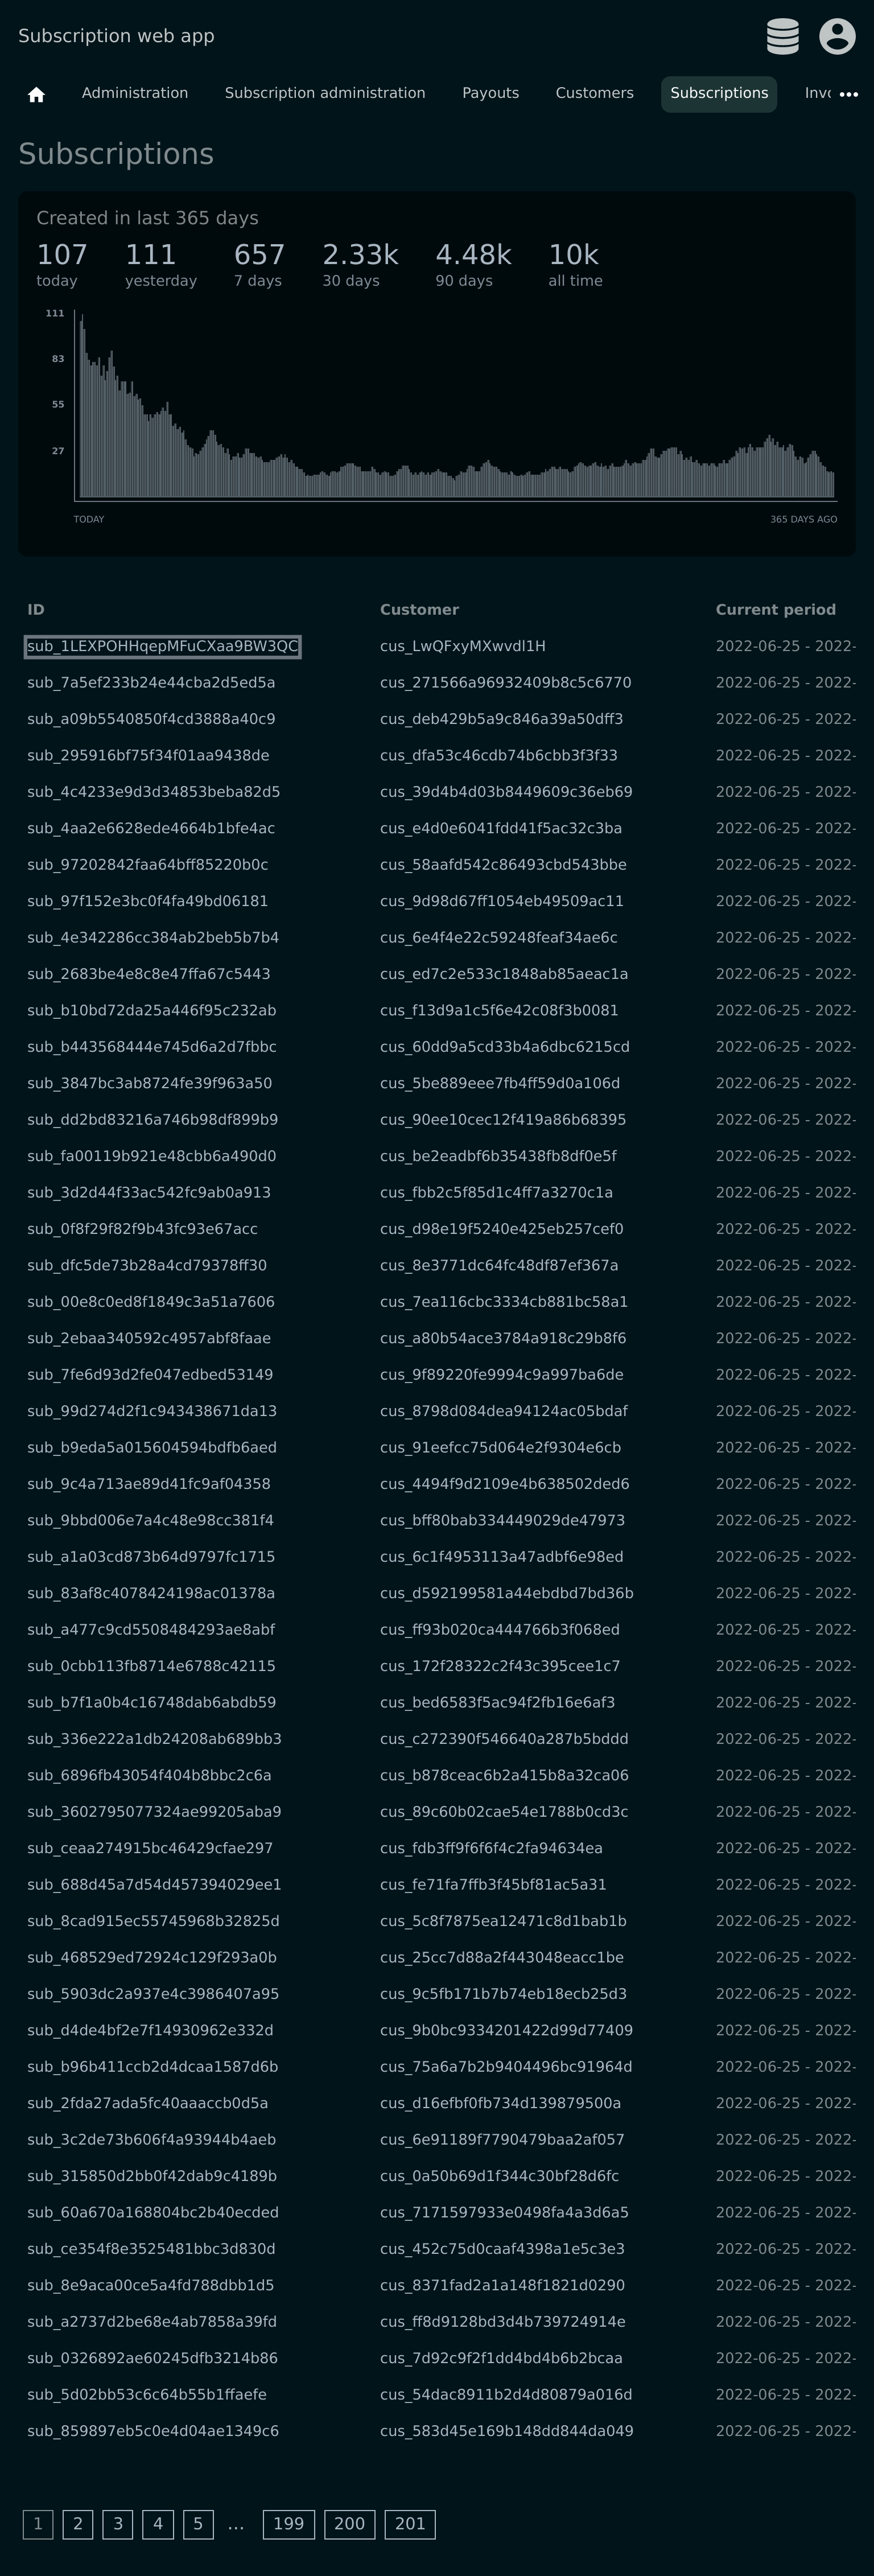 Subscription web app
Administration Subscription administration Payouts Customers Subscriptions Invo
Subscriptions
Created in last 365 days
107 111 657 2.33k 4.48k 10k
today yesterday 7 days 30 days 90 days all time
111
83
55
27
TODAY 365 DAYS AGO
ID Customer Current period
sub_1LEXPOHHqepMFuCXaa9BW3QC cus_LwQFxyMXwvdl1H 2022-06-25 - 2022-
sub_7a5ef233b24e44cba2d5ed5a cus_271566a96932409b8c5c6770 2022-06-25 - 2022-
sub_a09b5540850f4cd3888a40c9 cus_deb429b5a9c846a39a50dff3 2022-06-25 - 2022-
sub_295916bf75f34f01aa9438de cus_dfa53c46cdb74b6cbb3f3f33 2022-06-25 - 2022-
sub_4c4233e9d3d34853beba82d5 cus_39d4b4d03b8449609c36eb69 2022-06-25 - 2022-
sub_4aa2e6628ede4664b1bfe4ac cus_e4d0e6041fdd41f5ac32c3ba 2022-06-25 - 2022-
sub_97202842faa64bff85220b0c cus_58aafd542c86493cbd543bbe 2022-06-25 - 2022-
sub_97f152e3bc0f4fa49bd06181 cus_9d98d67ff1054eb49509ac11 2022-06-25 - 2022-
sub_4e342286cc384ab2beb5b7b4 cus_6e4f4e22c59248feaf34ae6c 2022-06-25 - 2022-
sub_2683be4e8c8e47ffa67c5443 cus_ed7c2e533c1848ab85aeac1a 2022-06-25 - 2022-
sub_b10bd72da25a446f95c232ab cus_f13d9a1c5f6e42c08f3b0081 2022-06-25 - 2022-
sub_b443568444e745d6a2d7fbbc cus_60dd9a5cd33b4a6dbc6215cd 2022-06-25 - 2022-
sub_3847bc3ab8724fe39f963a50 cus_5be889eee7fb4ff59d0a106d 2022-06-25 - 2022-
sub_dd2bd83216a746b98df899b9 cus_90ee10cec12f419a86b68395 2022-06-25 - 2022-
sub_fa00119b921e48cbb6a490d0 cus_be2eadbf6b35438fb8df0e5f 2022-06-25 - 2022-
sub_3d2d44f33ac542fc9ab0a913 cus_fbb2c5f85d1c4ff7a3270c1a 2022-06-25 - 2022-
sub_0f8f29f82f9b43fc93e67acc cus_d98e19f5240e425eb257cef0 2022-06-25 - 2022-
sub_dfc5de73b28a4cd79378ff30 cus_8e3771dc64fc48df87ef367a 2022-06-25 - 2022-
sub_00e8c0ed8f1849c3a51a7606 cus_7ea116cbc3334cb881bc58a1 2022-06-25 - 2022-
sub_2ebaa340592c4957abf8faae cus_a80b54ace3784a918c29b8f6 2022-06-25 - 2022-
sub_7fe6d93d2fe047edbed53149 cus_9f89220fe9994c9a997ba6de 2022-06-25 - 2022-
sub_99d274d2f1c943438671da13 cus_8798d084dea94124ac05bdaf 2022-06-25 - 2022-
sub_b9eda5a015604594bdfb6aed cus_91eefcc75d064e2f9304e6cb 2022-06-25 - 2022-
sub_9c4a713ae89d41fc9af04358 cus_4494f9d2109e4b638502ded6 2022-06-25 - 2022-
sub_9bbd006e7a4c48e98cc381f4 cus_bff80bab334449029de47973 2022-06-25 - 2022-
sub_a1a03cd873b64d9797fc1715 cus_6c1f4953113a47adbf6e98ed 2022-06-25 - 2022-
sub_83af8c4078424198ac01378a cus_d592199581a44ebdbd7bd36b 2022-06-25 - 2022-
sub_a477c9cd5508484293ae8abf cus_ff93b020ca444766b3f068ed 2022-06-25 - 2022-
sub_0cbb113fb8714e6788c42115 cus_172f28322c2f43c395cee1c7 2022-06-25 - 2022-
sub_b7f1a0b4c16748dab6abdb59 cus_bed6583f5ac94f2fb16e6af3 2022-06-25 - 2022-
sub_336e222a1db24208ab689bb3 cus_c272390f546640a287b5bddd 2022-06-25 - 2022-
sub_6896fb43054f404b8bbc2c6a cus_b878ceac6b2a415b8a32ca06 2022-06-25 - 2022-
sub_3602795077324ae99205aba9 cus_89c60b02cae54e1788b0cd3c 2022-06-25 - 2022-
sub_ceaa274915bc46429cfae297 cus_fdb3ff9f6f6f4c2fa94634ea 2022-06-25 - 2022-
sub_688d45a7d54d457394029ee1 cus_fe71fa7ffb3f45bf81ac5a31 2022-06-25 - 2022-
sub_8cad915ec55745968b32825d cus_5c8f7875ea12471c8d1bab1b 2022-06-25 - 2022-
sub_468529ed72924c129f293a0b cus_25cc7d88a2f443048eacc1be 2022-06-25 - 2022-
sub_5903dc2a937e4c3986407a95 cus_9c5fb171b7b74eb18ecb25d3 2022-06-25 - 2022-
sub_d4de4bf2e7f14930962e332d cus_9b0bc9334201422d99d77409 2022-06-25 - 2022-
sub_b96b411ccb2d4dcaa1587d6b cus_75a6a7b2b9404496bc91964d 2022-06-25 - 2022-
sub_2fda27ada5fc40aaaccb0d5a cus_d16efbf0fb734d139879500a 2022-06-25 - 2022-
sub_3c2de73b606f4a93944b4aeb cus_6e91189f7790479baa2af057 2022-06-25 - 2022-
sub_315850d2bb0f42dab9c4189b cus_0a50b69d1f344c30bf28d6fc 2022-06-25 - 2022-
sub_60a670a168804bc2b40ecded cus_7171597933e0498fa4a3d6a5 2022-06-25 - 2022-
sub_ce354f8e3525481bbc3d830d cus_452c75d0caaf4398a1e5c3e3 2022-06-25 - 2022-
sub_8e9aca00ce5a4fd788dbb1d5 cus_8371fad2a1a148f1821d0290 2022-06-25 - 2022-
sub_a2737d2be68e4ab7858a39fd cus_ff8d9128bd3d4b739724914e 2022-06-25 - 2022-
sub_0326892ae60245dfb3214b86 cus_7d92c9f2f1dd4bd4b6b2bcaa 2022-06-25 - 2022-
sub_5d02bb53c6c64b55b1ffaefe cus_54dac8911b2d4d80879a016d 2022-06-25 - 2022-
sub_859897eb5c0e4d04ae1349c6 cus_583d45e169b148dd844da049 2022-06-25 - 2022-
1 2 3 4 5 … 199 200 201